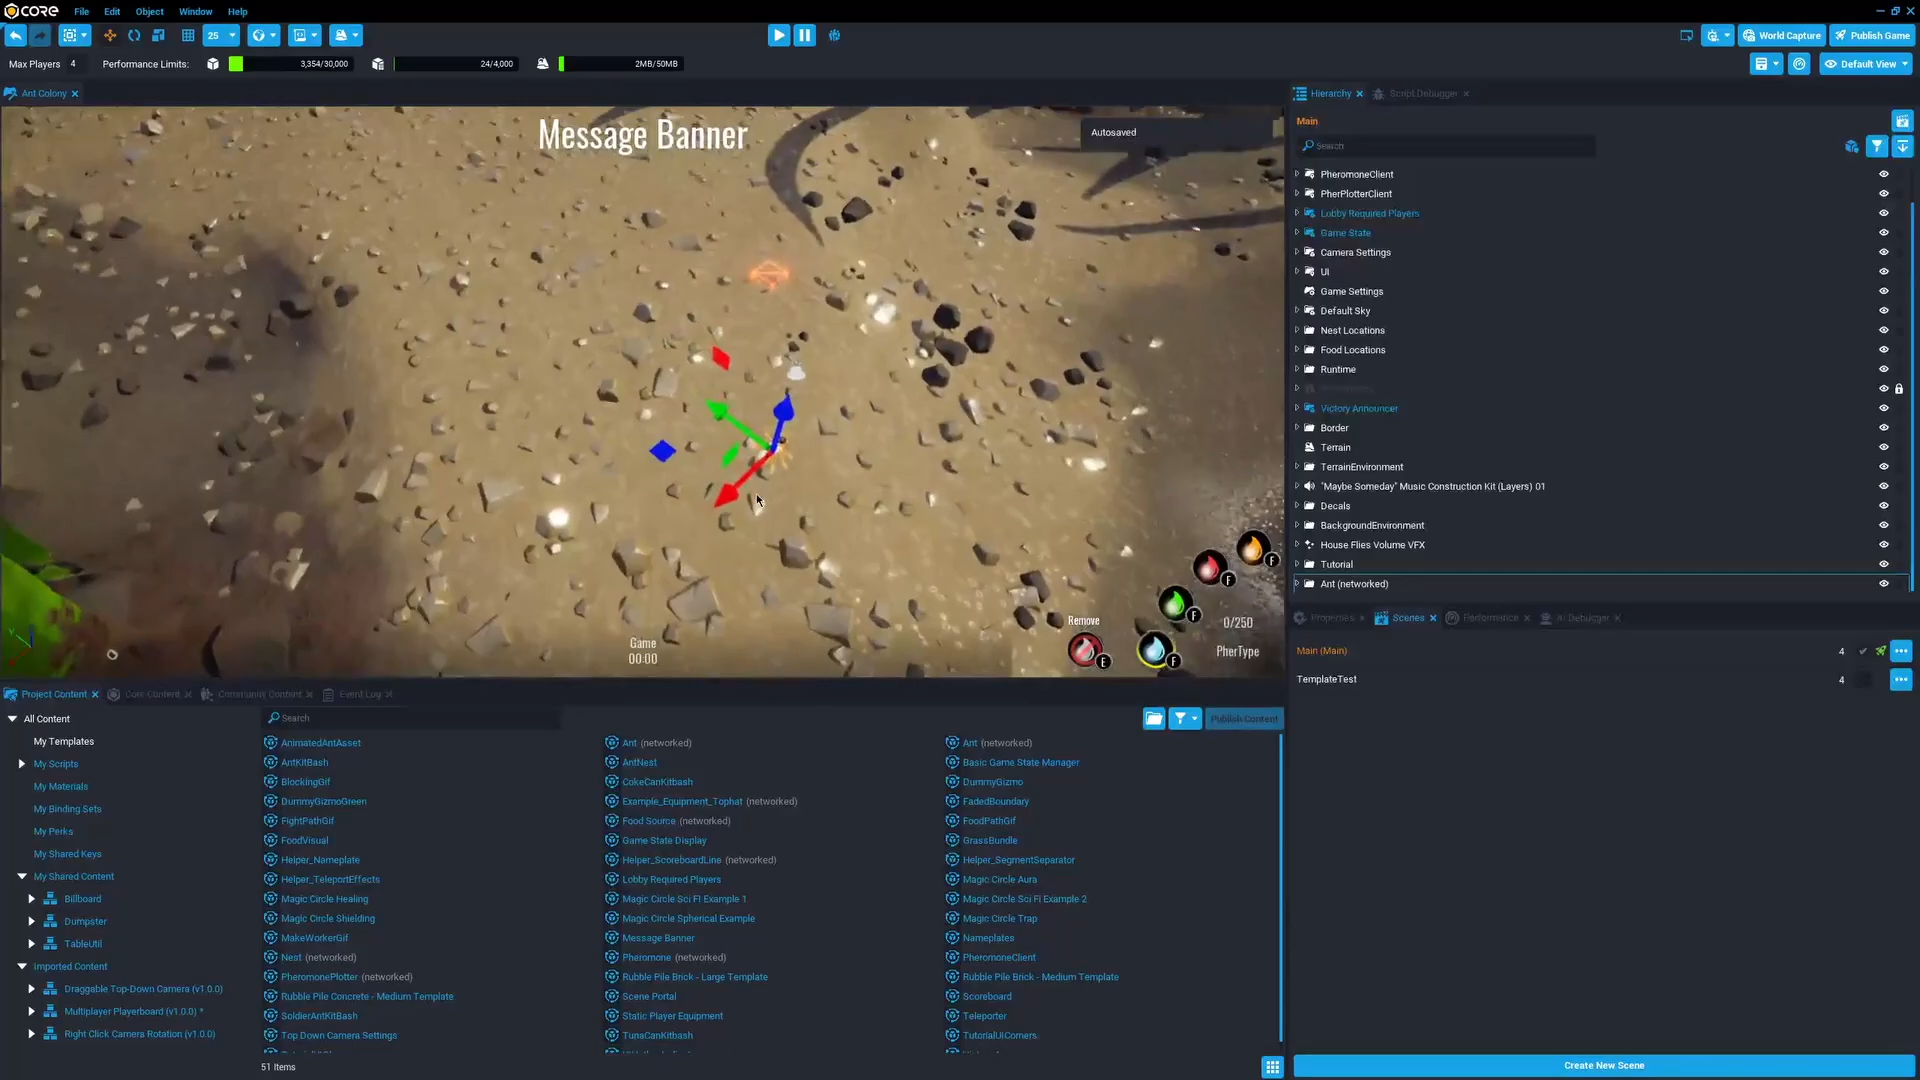 CORE File Edit Object Window Help
25 World Capture Publish Game
Max Players 4 Performance Limits: 3,354/30,000 24/4,000 2MB/50MB Default View
Ant Colony Hierarchy Script Debugger
Message Banner
Autosaved
Main
Search
PheromoneClient
PherPlotterClient
Lobby Required Players
Game State
Camera Settings
UI
Game Settings
Default Sky
Nest Locations
Food Locations
Runtime
Victory Announcer
Border
Terrain
TerrainEnvironment
"Maybe Someday" Music Construction Kit (Layers) 01
Decals
BackgroundEnvironment
House Flies Volume VFX
Tutorial
Ant (networked)
F
F
F
Remove
0/250
Game
00:00
E
F
PherType
Properties Scenes Performance AI Debugger
Main (Main) 4
TemplateTest 4
Create New Scene
Project Content Core Content Community Content Event Log
All Content
My Templates
My Scripts
My Materials
My Binding Sets
My Perks
My Shared Keys
My Shared Content
Billboard
Dumpster
TableUtil
Imported Content
Draggable Top-Down Camera (v1.0.0)
Multiplayer Playerboard (v1.0.0) *
Right Click Camera Rotation (v1.0.0)
Search Publish Content
AnimatedAntAsset Ant (networked) Ant (networked)
AntKitBash AntNest Basic Game State Manager
BlockingGif CokeCanKitbash DummyGizmo
DummyGizmoGreen Example_Equipment_Tophat (networked) FadedBoundary
FightPathGif Food Source (networked) FoodPathGif
FoodVisual Game State Display GrassBundle
Helper_Nameplate Helper_ScoreboardLine (networked) Helper_SegmentSeparator
Helper_TeleportEffects Lobby Required Players Magic Circle Aura
Magic Circle Healing Magic Circle Sci FI Example 1 Magic Circle Sci Fi Example 2
Magic Circle Shielding Magic Circle Spherical Example Magic Circle Trap
MakeWorkerGif Message Banner Nameplates
Nest (networked) Pheromone (networked) PheromoneClient
PheromonePlotter (networked) Rubble Pile Brick - Large Template Rubble Pile Brick - Medium Template
Rubble Pile Concrete - Medium Template Scene Portal Scoreboard
SoldierAntKitBash Static Player Equipment Teleporter
Top Down Camera Settings TunaCanKitbash TutorialUICorners
51 Items